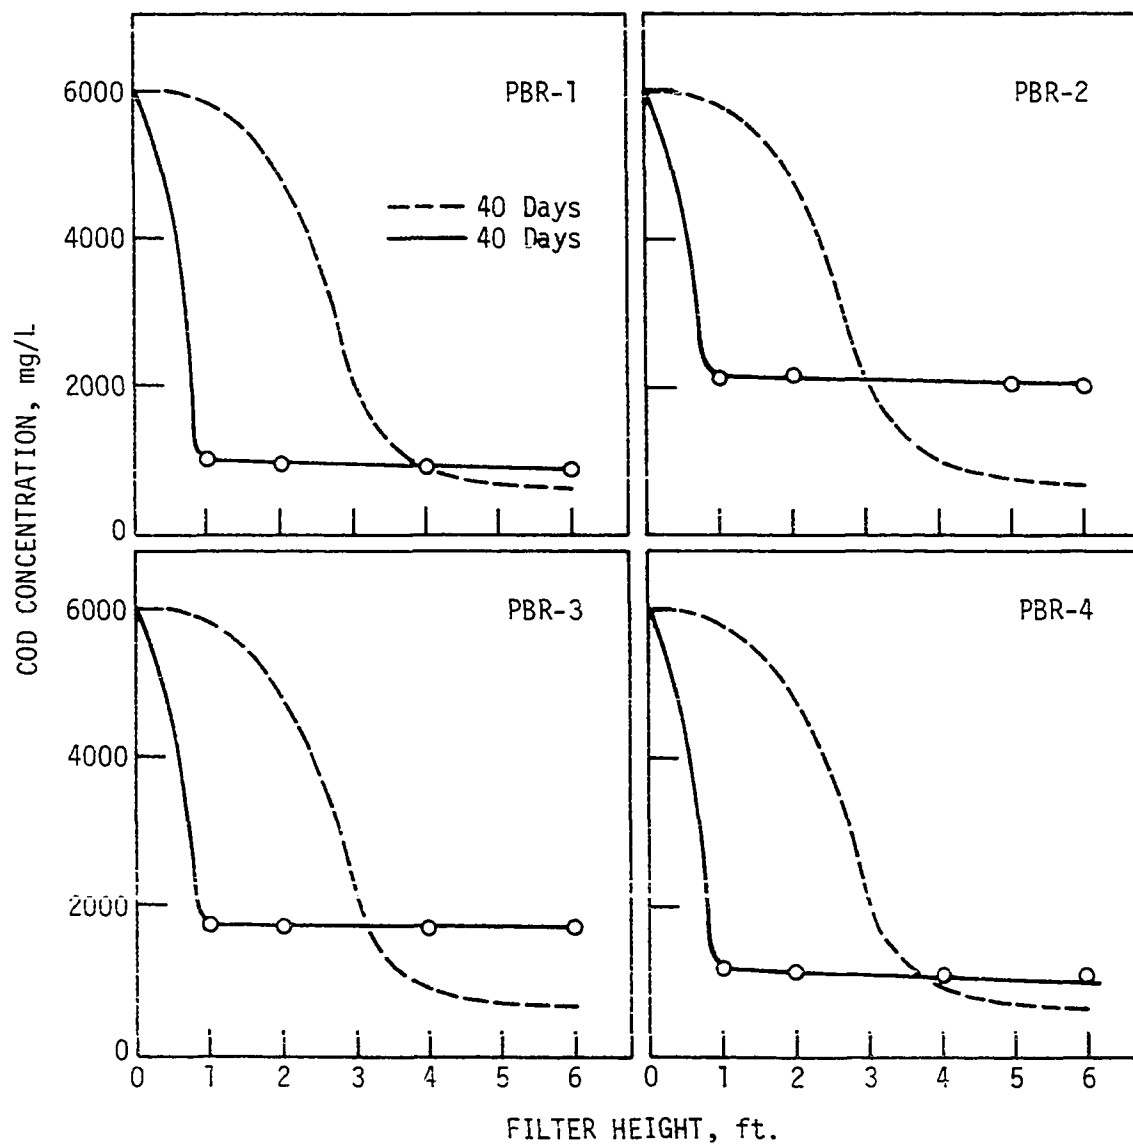 PBR-1
PBR-2
6000
4000
2000
0
40 Days
40 Days
COD CONCENTRATION, mg/L
PBR-3
PBR-4
6000
4000
2000
0
0 1 2 3 4 5 6
0 1 2 3 4 5 6
FILTER HEIGHT, ft.